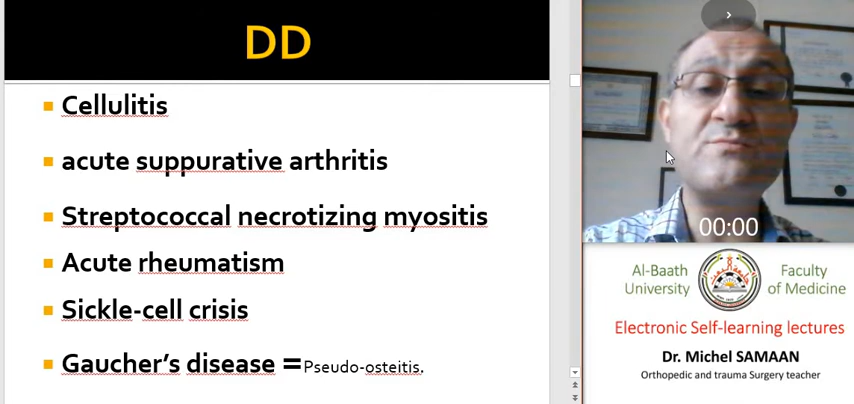 DD
Cellulitis
acute suppurative arthritis
Streptococcal necrotizing myositis
Acute rheumatism
Sickle-cell crisis
Gaucher’s disease =Pseudo-osteitis.
00:00
Al-Baath University
Faculty of Medicine
Electronic Self-learning lectures
Dr. Michel SAMAAN
Orthopedic and trauma Surgery teacher